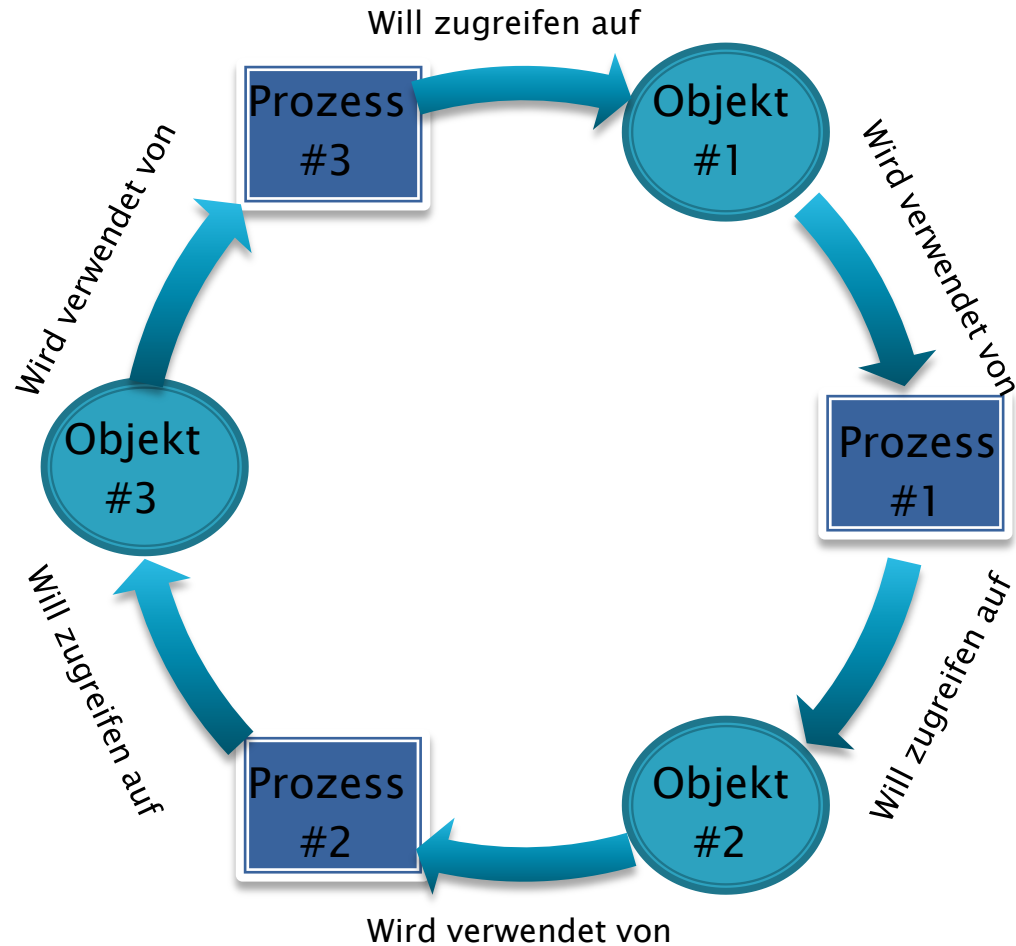 Will zugreifen auf
Prozess
#3
Objekt
#1
Wird verwendet von
Wird verwendet von
Prozess
#1
Objekt
#3
Will zugreifen auf
Will zugreifen auf
Prozess
#2
Objekt
#2
Wird verwendet von